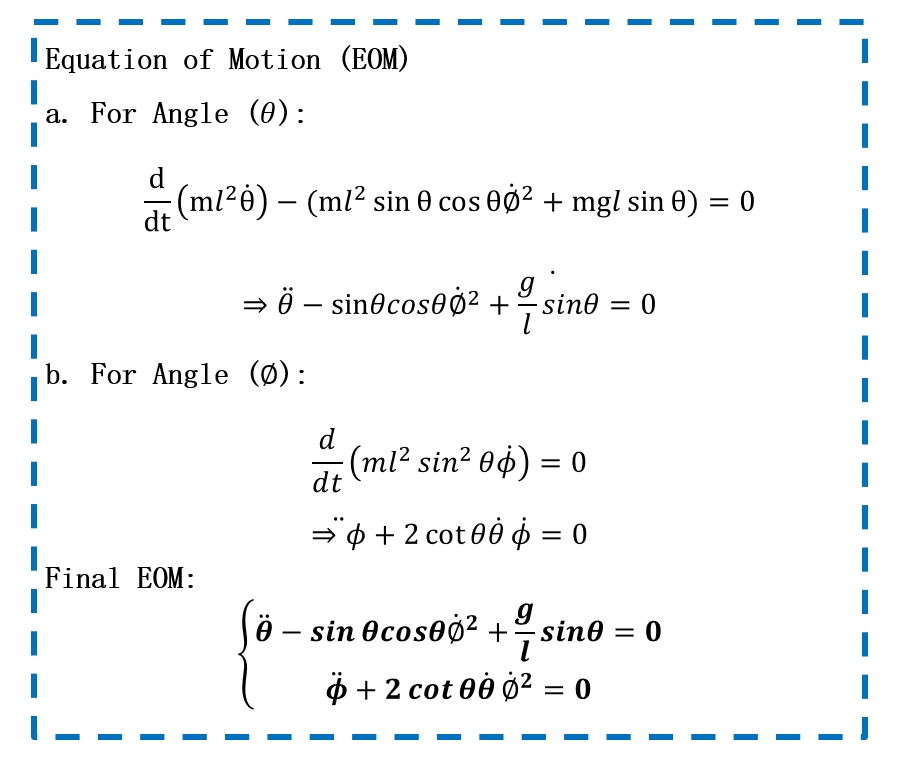 Equation of Motion (EOM)
a. For Angle (θ):
d/dt (ml²θ̇) − (ml² sin θ cos θ∅̇² + mgl sin θ) = 0
⇒ θ̈ − sinθcosθ∅̇² + g/l ˙sinθ = 0
b. For Angle (∅):
d/dt (ml² sin² θϕ̇) = 0
⇒¨ϕ + 2 cot θθ̇ ϕ̇ = 0
Final EOM:
{θ̈ − sin θcosθ∅̇² + g/l sinθ = 0
ϕ̈ + 2 cot θθ̇ ∅̇² = 0